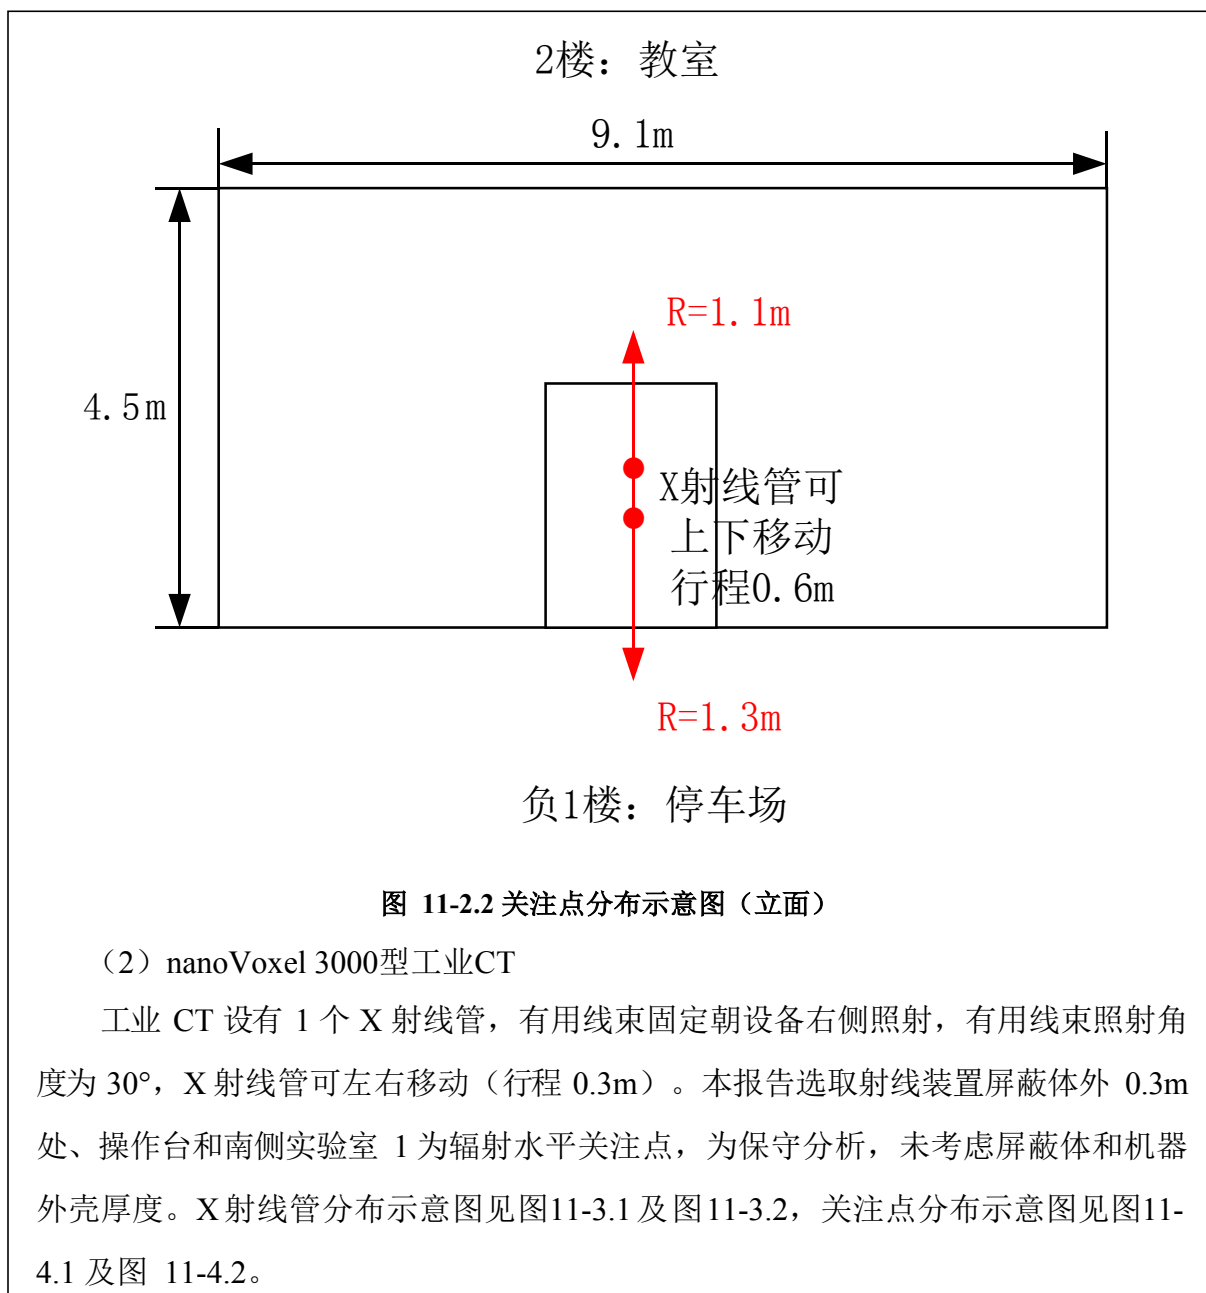 2楼：教室
9.1m
R=1.1m
4.5m
X射线管可
上下移动
行程0.6m
R=1.3m
负1楼：停车场
图 11-2.2 关注点分布示意图（立面）
（2）nanoVoxel 3000型工业CT
工业 CT 设有 1 个 X 射线管，有用线束固定朝设备右侧照射，有用线束照射角
度为 30°，X 射线管可左右移动（行程 0.3m）。本报告选取射线装置屏蔽体外 0.3m
处、操作台和南侧实验室 1 为辐射水平关注点，为保守分析，未考虑屏蔽体和机器
外壳厚度。X 射线管分布示意图见图11-3.1 及图 11-3.2，关注点分布示意图见图11-
4.1 及图 11-4.2。